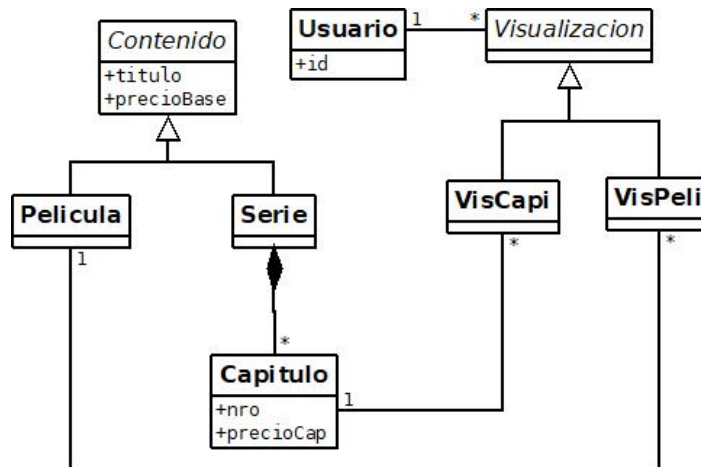 Contenido
+titulo
+precioBase
Usuario
+id
1
*
Visualizacion
Pelicula
1
Serie
*
VisCapi
*
VisPeli
*
Capitulo
+nro
+precioCap
1